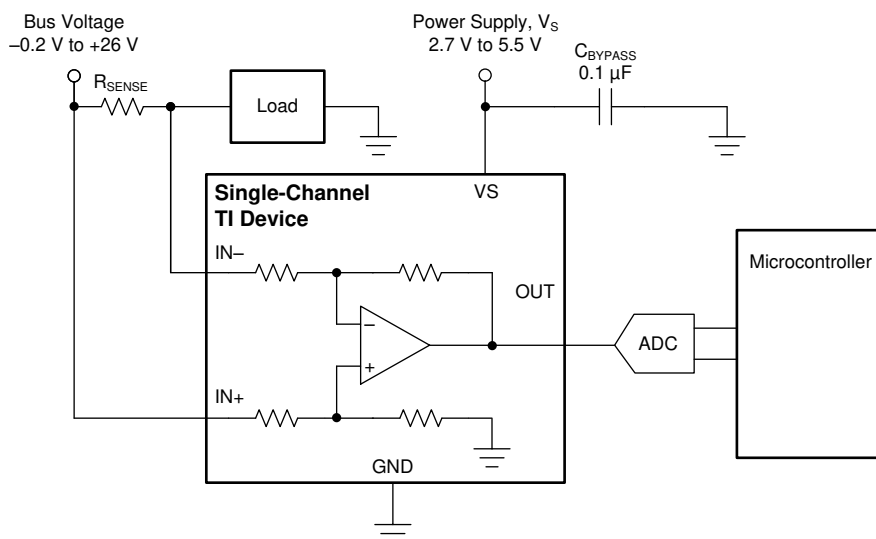 Bus Voltage
–0.2 V to +26 V
Power Supply, VS
2.7 V to 5.5 V
CBYPASS
0.1 µF
RSENSE
Load
Single-Channel
TI Device
VS
IN–
OUT
Microcontroller
–
+
ADC
IN+
GND